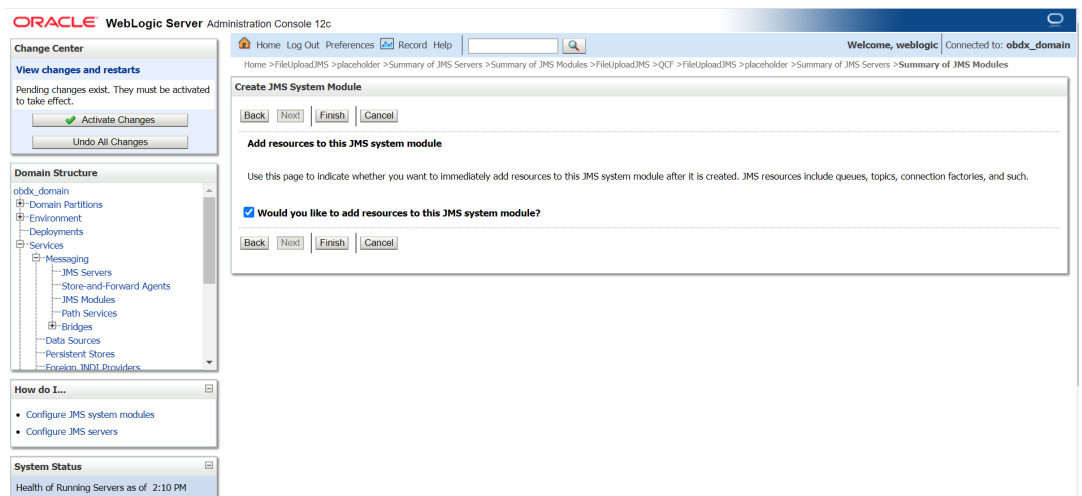 ORACLE WebLogic Server Administration Console 12c
Change Center
View changes and restarts
Pending changes exist. They must be activated
to take effect.
Activate Changes
Undo All Changes
Domain Structure
obdx_domain
Domain Partitions
Environment
Deployments
Services
Messaging
JMS Servers
Store-and-Forward Agents
JMS Modules
Path Services
Bridges
Data Sources
Persistent Stores
Foreign JNDI Providers
How do I...
Configure JMS system modules
Configure JMS servers
System Status
Health of Running Servers as of 2:10 PM
Home Log Out Preferences Record Help
Welcome, weblogic Connected to: obdx_domain
Home >FileUploadJMS >placeholder >Summary of JMS Servers >Summary of JMS Modules >FileUploadJMS >QCF >FileUploadJMS >placeholder >Summary of JMS Servers >Summary of JMS Modules
Create JMS System Module
Back Next Finish Cancel
Add resources to this JMS system module
Use this page to indicate whether you want to immediately add resources to this JMS system module after it is created. JMS resources include queues, topics, connection factories, and such.
Would you like to add resources to this JMS system module?
Back Next Finish Cancel